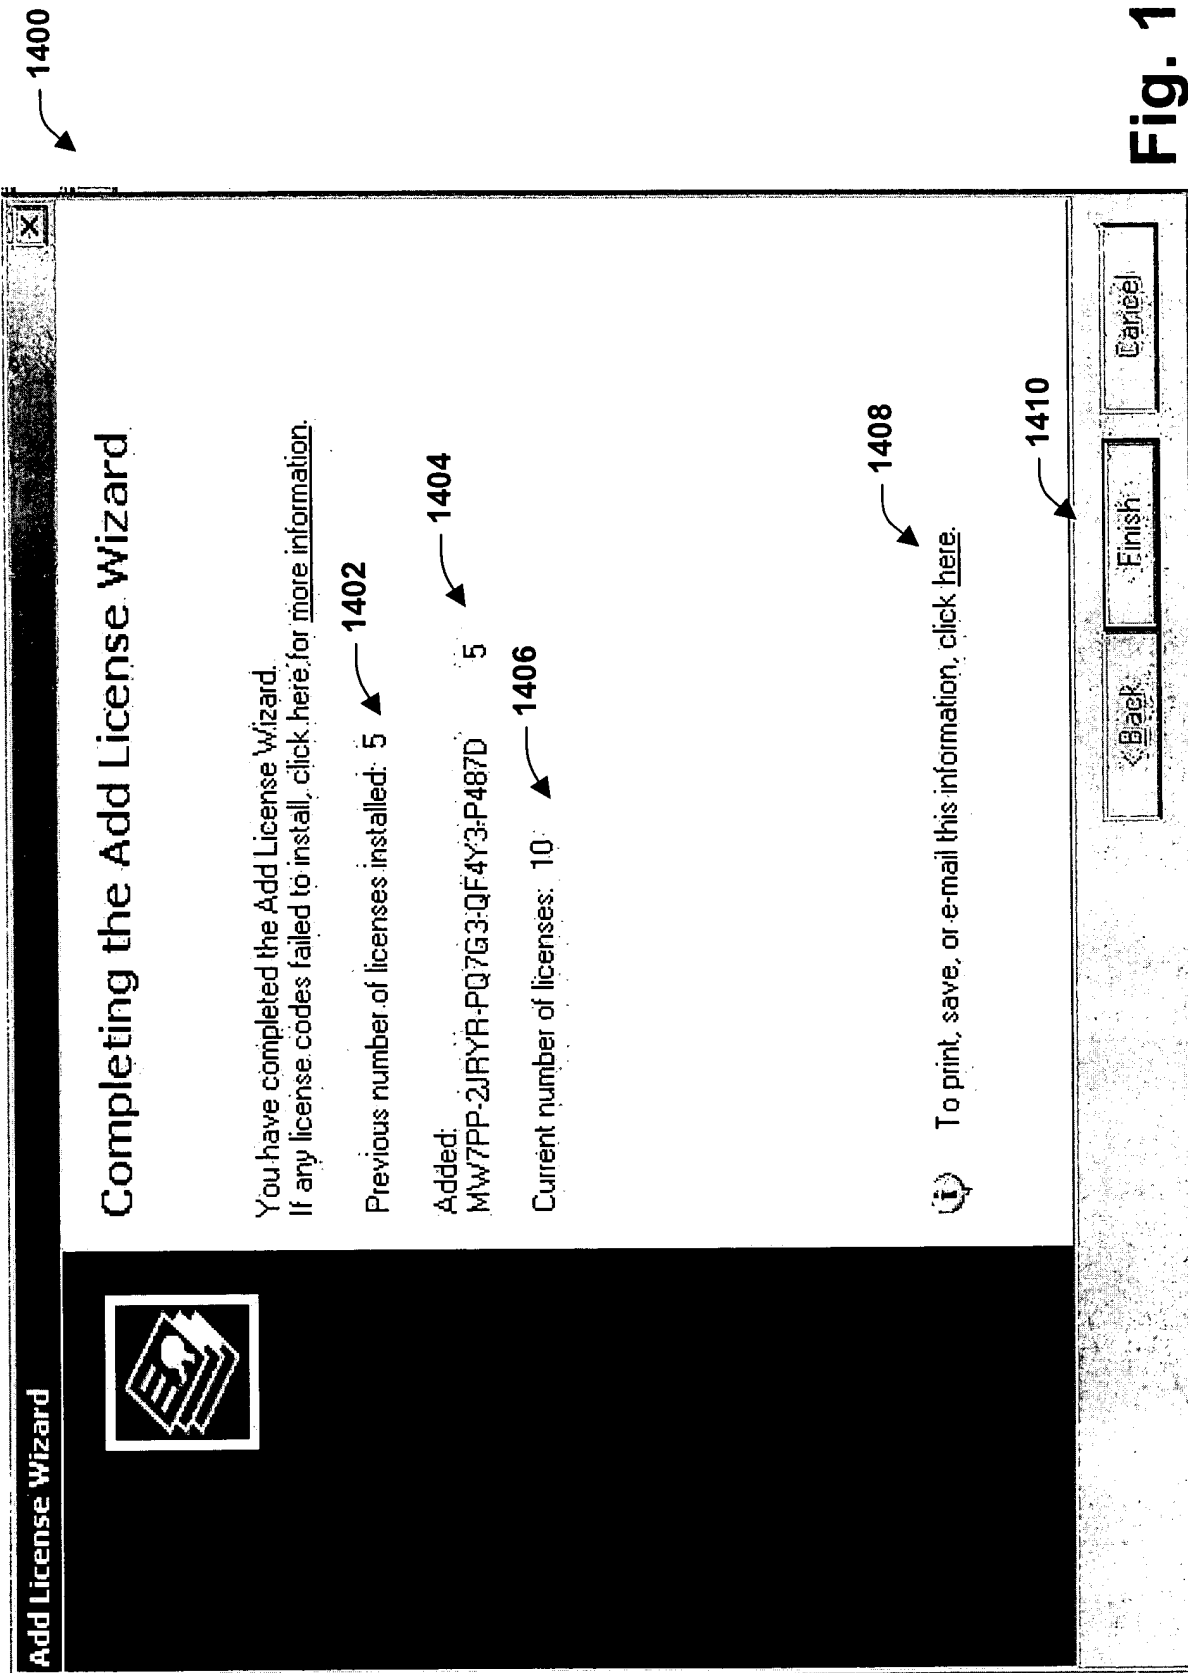 1400
Add License Wizard
Completing the Add License Wizard
You have completed the Add License Wizard.
If any license codes failed to install, click here for more information.
Previous number of licenses installed: 5
1402
Added:
MW7PP-2JRYR-PQ7G3-QF4Y3-P487D 5
1404
Current number of licenses: 10
1406
To print, save, or e-mail this information, click here.
1408
1410
< Back
Finish
Cancel
Fig. 1